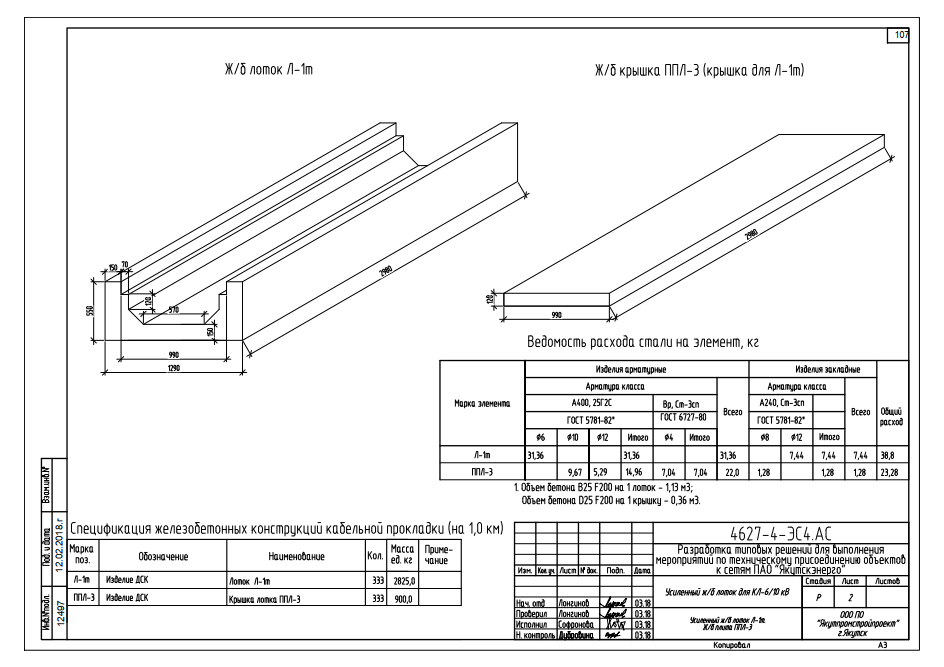 107
Ж/б лоток Л-1т
Ж/б крышка ППЛ-3 (крышка для Л-1т)
150 70
120
570
550
150
990
1290
2980
2980
120
990
Ведомость расхода стали на элемент, кг
Марка элемента
Изделия арматурные
Изделия закладные
Арматура класса
Всего
Арматура класса
Всего
Общий расход
А400, 25Г2С
Вр, Ст-3сп
А240, Ст-3сп
ГОСТ 5781-82*
ГОСТ 6727-80
ГОСТ 5781-82*
ф6 ф10 ф12 Итого ф4 Итого ф8 ф12 Итого
Л-1т 31,36 31,36 31,36 7,44 7,44 7,44 38,8
ППЛ-3 9,67 5,29 14,96 7,04 7,04 22,0 1,28 1,28 1,28 23,28
1. Объем бетона В25 F200 на 1 лоток - 1,13 м3;
Объем бетона D25 F200 на 1 крышку - 0,36 м3.
Спецификация железобетонных конструкций кабельной прокладки (на 1,0 км)
Марка поз. Обозначение Наименование Кол. Масса ед. кг Приме-чание
Л-1т Изделие ДСК Лоток Л-1т 333 2825,0
ППЛ-3 Изделие ДСК Крышка лотка ППЛ-3 333 900,0
Взам.инв.№
Под. и дата
12.02.2018.г
Инв.№подл.
12497
4627-4-ЭС4.АС
Разработка типовых решений для выполнения
мероприятий по техническому присоединению объектов
к сетям ПАО "Якутскэнерго"
Изм. Кол.уч. Лист № док. Подп. Дата
Усиленный ж/б лоток для КЛ-6/10 кВ
Стадия Лист Листов
Р 2
Нач. отд Лонгинов 03.18
Проверил Лонгинов 03.18
Исполнил Софронова 03.18
Н. контроль Дибровина 03.18
Усиленный ж/б лоток Л-1т.
Ж/б плита ППЛ-3
ООО ПО
"Якутпромстройпроект"
г.Якутск
Копировал
А3